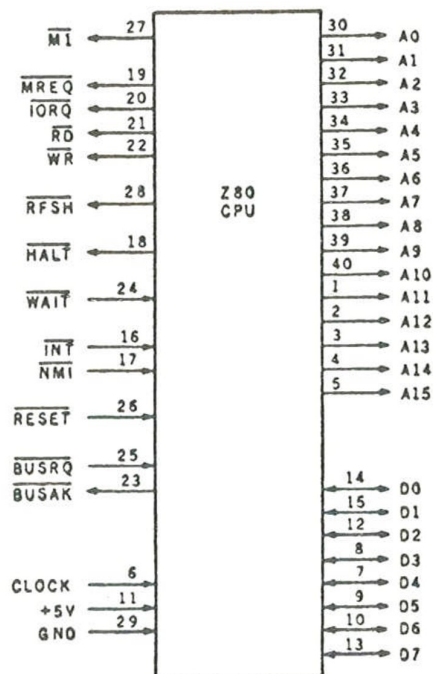 27
M1
19
MREQ
20
IORQ
21
RD
22
WR
28
RFSH
18
HALT
24
WAIT
16
INT
17
NMI
26
RESET
25
BUSRQ
23
BUSAK
6
CLOCK
11
+5V
29
GND
Z80
CPU
30
A0
31
A1
32
A2
33
A3
34
A4
35
A5
36
A6
37
A7
38
A8
39
A9
40
A10
1
A11
2
A12
3
A13
4
A14
5
A15
14
D0
15
D1
12
D2
8
D3
7
D4
9
D5
10
D6
13
D7